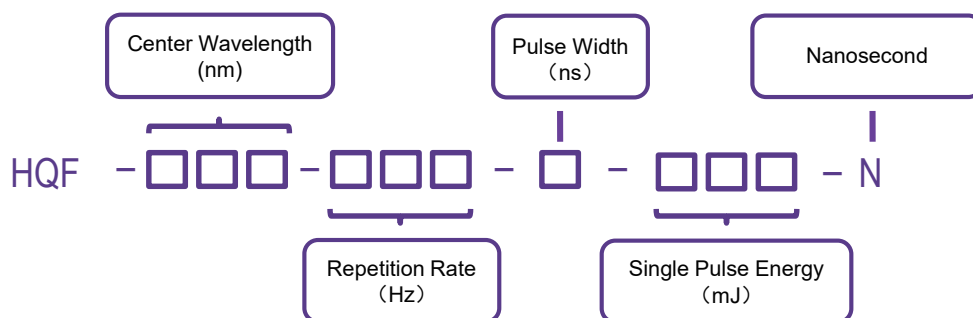 Center Wavelength
(nm)
Pulse Width
（ns）
Nanosecond
HQF – □□□ – □□□ – □ – □□□ – N
Repetition Rate
（Hz）
Single Pulse Energy
（mJ）